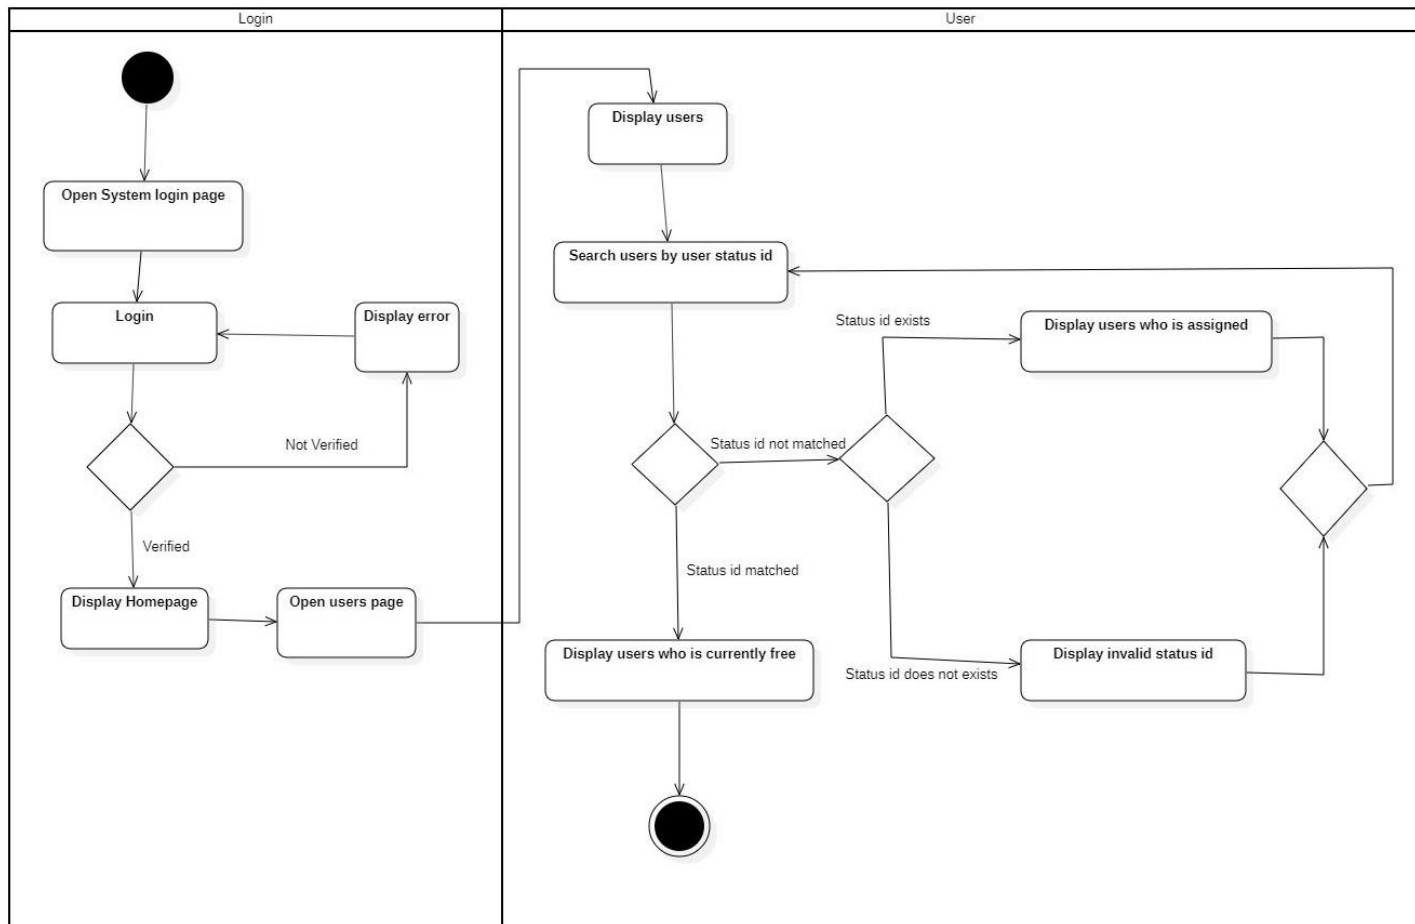 Login
User
Open System login page
Login
Display error
Not Verified
Verified
Display Homepage
Open users page
Display users
Search users by user status id
Status id exists
Display users who is assigned
Status id not matched
Status id matched
Display users who is currently free
Status id does not exists
Display invalid status id